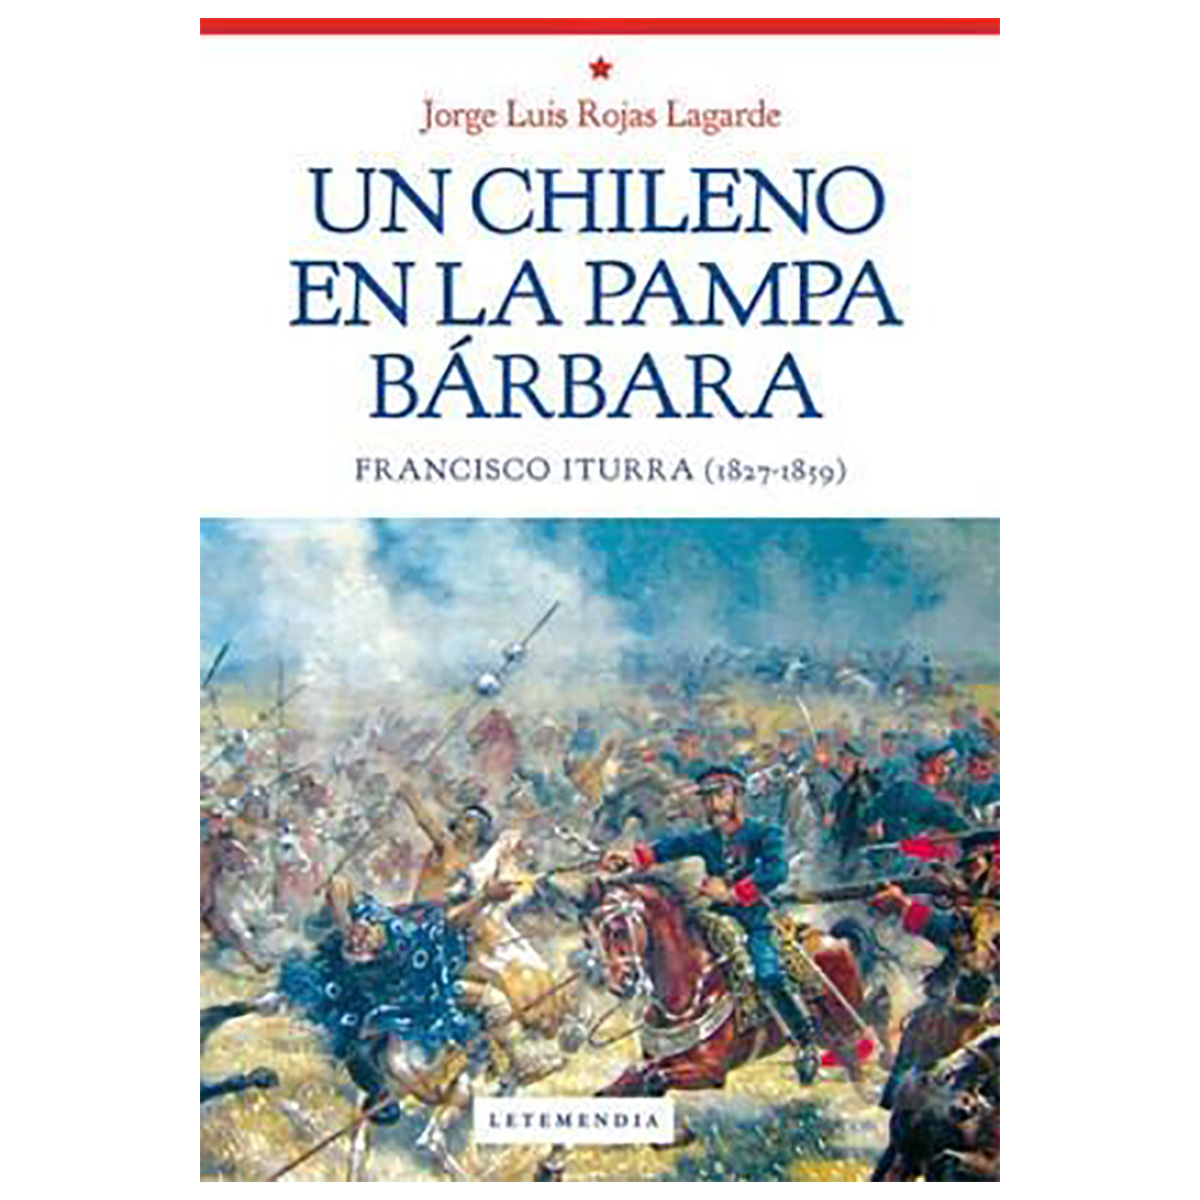 Jorge Luis Rojas Lagarde
UN CHILENO
EN LA PAMPA
BÁRBARA
FRANCISCO ITURRA (1827-1859)
LETEMENDIA